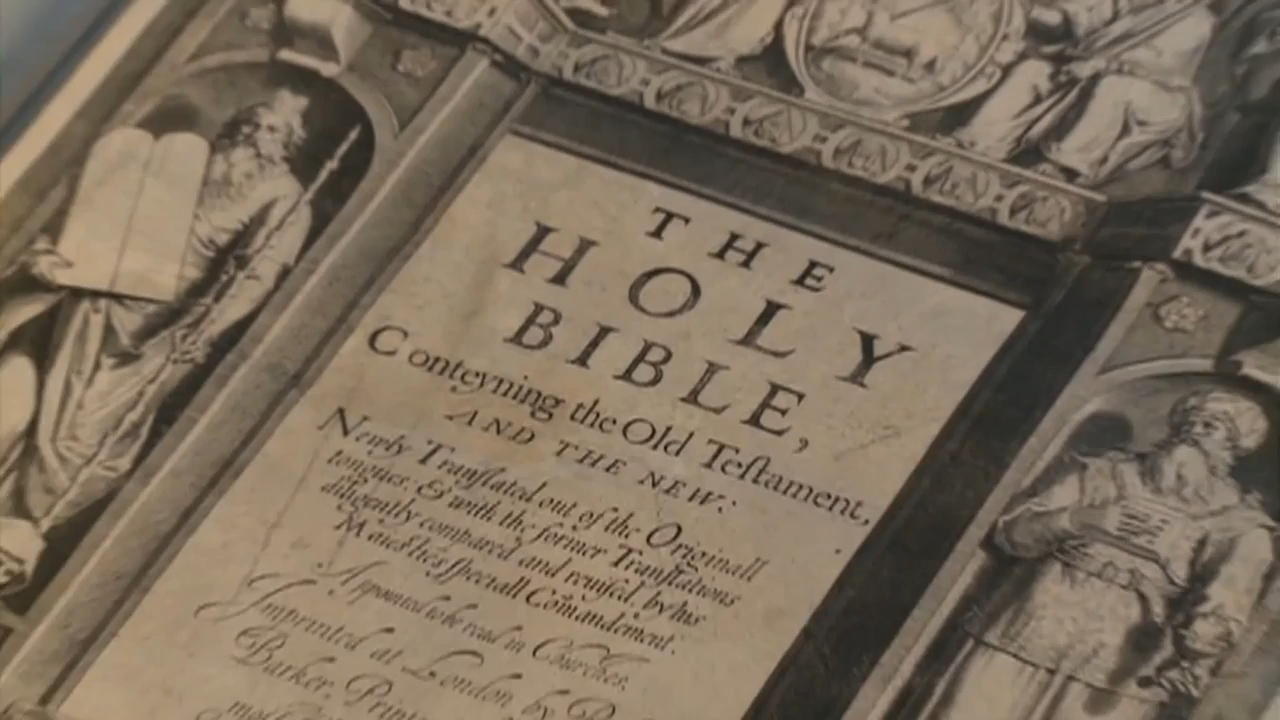 THE
HOLY
BIBLE,
Conteyning the Old Teſtament,
AND THE NEW:
Newly Tranſlated out of the Originall
tongues: & with the former Tranſlations
diligently compared and reuiſed, by his
Maieſties ſpeciall Cõmandement.
Appointed to be read in Churches.
Imprinted at London by
Barker, Printe